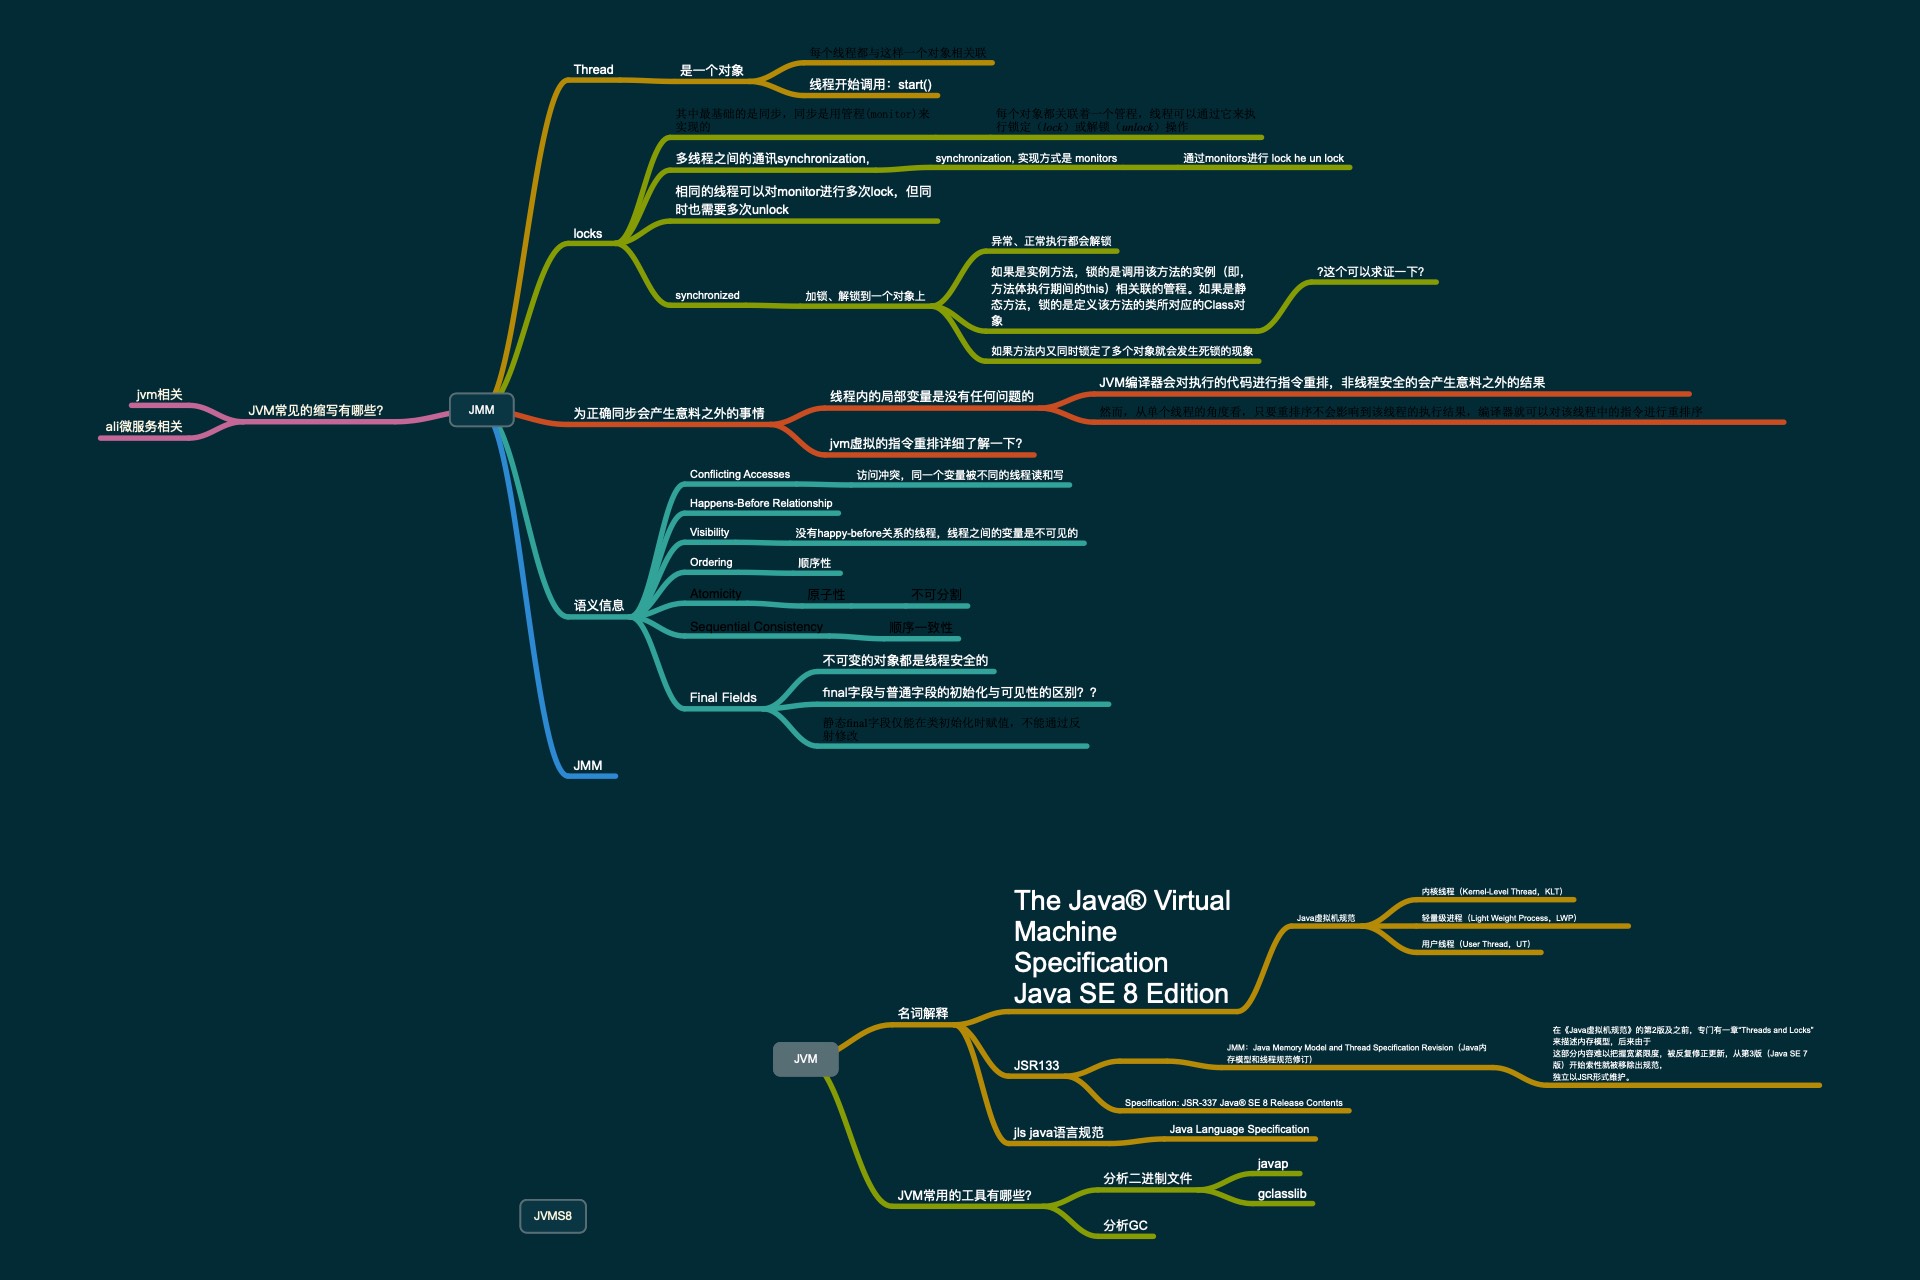 每个线程都与这样一个对象相关联
Thread
是一个对象
线程开始调用：start()
其中最基础的是同步，同步是用管程(monitor)来
实现的
每个对象都关联着一个管程，线程可以通过它来执
行锁定（lock）或解锁（unlock）操作
多线程之间的通讯synchronization,
synchronization, 实现方式是 monitors
通过monitors进行 lock he un lock
相同的线程可以对monitor进行多次lock，但同
时也需要多次unlock
locks
异常、正常执行都会解锁
synchronized
加锁、解锁到一个对象上
如果是实例方法，锁的是调用该方法的实例（即，
方法体执行期间的this）相关联的管程。如果是静
态方法，锁的是定义该方法的类所对应的Class对
象
?这个可以求证一下?
如果方法内又同时锁定了多个对象就会发生死锁的现象
jvm相关
ali微服务相关
JVM常见的缩写有哪些？
JMM
为正确同步会产生意料之外的事情
线程内的局部变量是没有任何问题的
JVM编译器会对执行的代码进行指令重排，非线程安全的会产生意料之外的结果
然而，从单个线程的角度看，只要重排序不会影响到该线程的执行结果，编译器就可以对该线程中的指令进行重排序
jvm虚拟的指令重排详细了解一下？
Conflicting Accesses
访问冲突，同一个变量被不同的线程读和写
Happens-Before Relationship
Visibility
没有happy-before关系的线程，线程之间的变量是不可见的
Ordering
顺序性
语义信息
Atomicity
原子性
不可分割
Sequential Consistency
顺序一致性
Final Fields
不可变的对象都是线程安全的
final字段与普通字段的初始化与可见性的区别？？
静态final字段仅能在类初始化时赋值，不能通过反
射修改
JMM
The Java® Virtual
Machine
Specification
Java SE 8 Edition
Java虚拟机规范
内核线程（Kernel-Level Thread，KLT）
轻量级进程（Light Weight Process，LWP）
用户线程（User Thread，UT）
名词解释
JVM
JSR133
JMM：Java Memory Model and Thread Specification Revision（Java内
存模型和线程规范修订）
在《Java虚拟机规范》的第2版及之前，专门有一章“Threads and Locks”
来描述内存模型，后来由于
这部分内容难以把握宽紧限度，被反复修正更新，从第3版（Java SE 7
版）开始索性就被移除出规范，
独立以JSR形式维护。
Specification: JSR-337 Java® SE 8 Release Contents
jls java语言规范
Java Language Specification
JVM常用的工具有哪些？
分析二进制文件
javap
gclasslib
分析GC
JVMS8